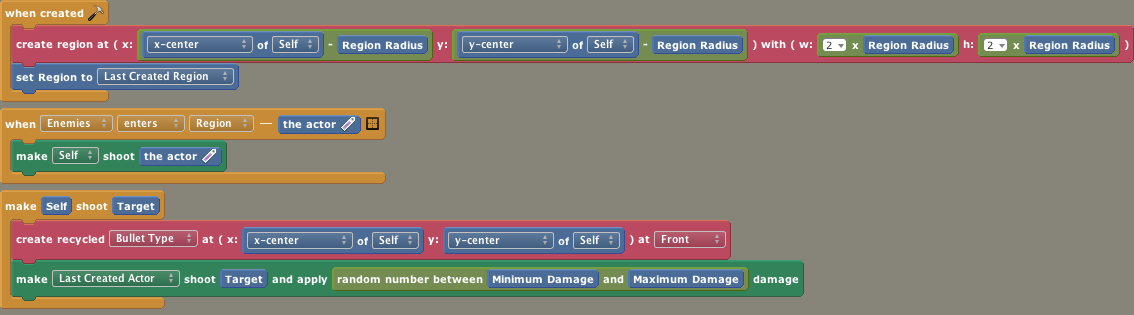 when created
create region at ( x: x-center of Self - Region Radius y: y-center of Self - Region Radius ) with ( w: 2 x Region Radius h: 2 x Region Radius )
set Region to Last Created Region
when Enemies enters Region — the actor
make Self shoot the actor
make Self shoot Target
create recycled Bullet Type at ( x: x-center of Self y: y-center of Self ) at Front
make Last Created Actor shoot Target and apply random number between Minimum Damage and Maximum Damage damage